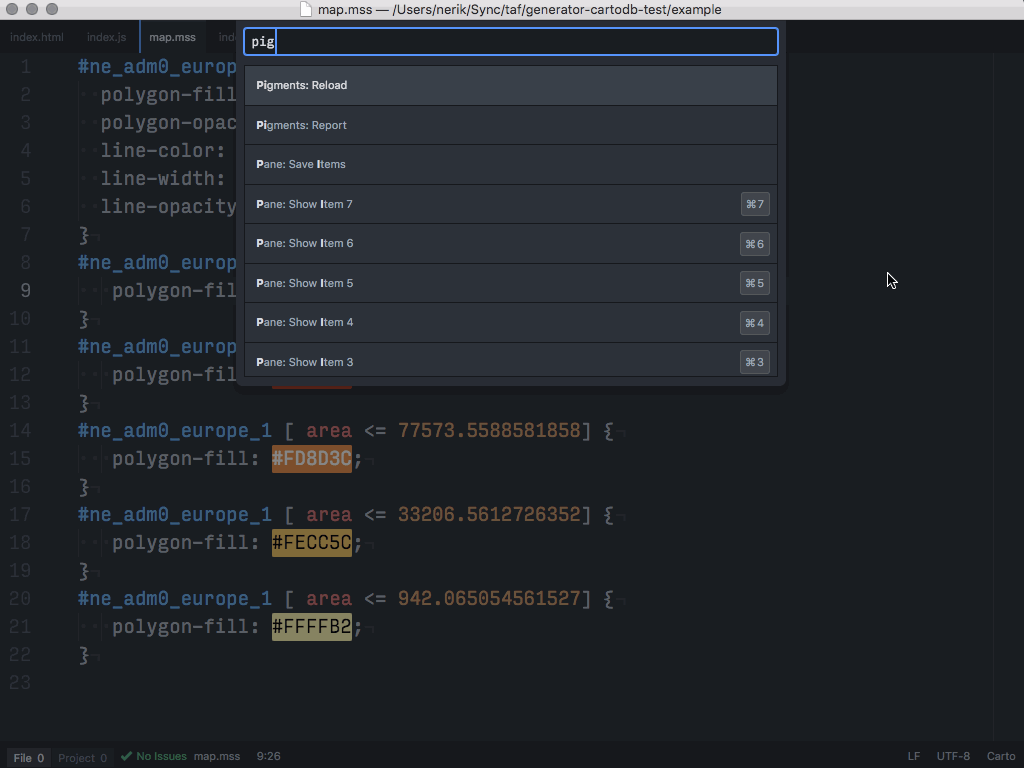 map.mss — /Users/nerik/Sync/taf/generator-cartodb-test/example
index.html index.js map.mss ind
pig
Pigments: Reload
Pigments: Report
Pane: Save Items
Pane: Show Item 7 ⌘7
Pane: Show Item 6 ⌘6
Pane: Show Item 5 ⌘5
Pane: Show Item 4 ⌘4
Pane: Show Item 3 ⌘3
1 #ne_adm0_europ
2 polygon-fill
3 polygon-opac
4 line-color:
5 line-width:
6 line-opacity
7 }
8 #ne_adm0_europ
9 polygon-fil
10 }
11 #ne_adm0_europ
12 polygon-fil
13 }
14 #ne_adm0_europe_1 [ area <= 77573.5588581858] {
15 polygon-fill: #FD8D3C;
16 }
17 #ne_adm0_europe_1 [ area <= 33206.5612726352] {
18 polygon-fill: #FECC5C;
19 }
20 #ne_adm0_europe_1 [ area <= 942.065054561527] {
21 polygon-fill: #FFFFB2;
22 }
23
File 0 Project 0 No Issues map.mss 9:26 LF UTF-8 Carto